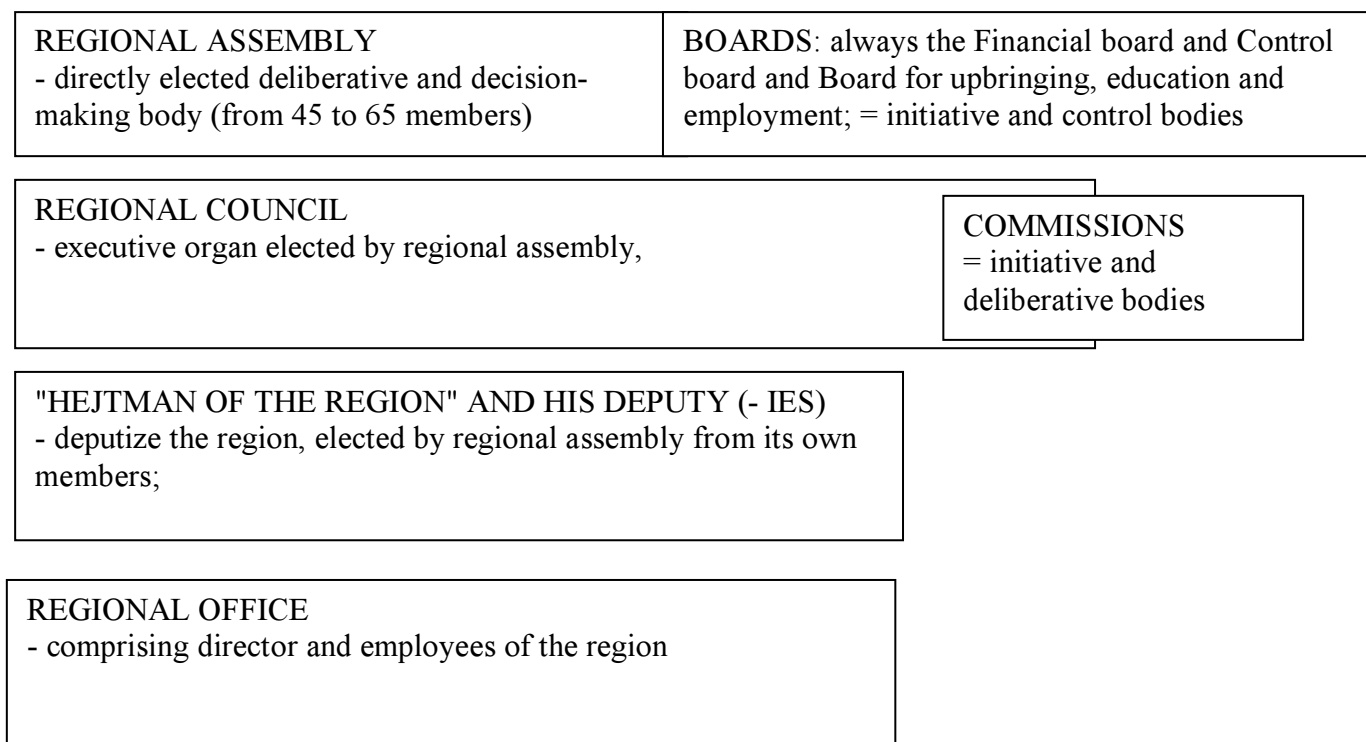 REGIONAL ASSEMBLY
- directly elected deliberative and decision-
making body (from 45 to 65 members)
BOARDS: always the Financial board and Control
board and Board for upbringing, education and
employment; = initiative and control bodies
REGIONAL COUNCIL
- executive organ elected by regional assembly,
COMMISSIONS
= initiative and
deliberative bodies
"HEJTMAN OF THE REGION" AND HIS DEPUTY (- IES)
- deputize the region, elected by regional assembly from its own
members;
REGIONAL OFFICE
- comprising director and employees of the region